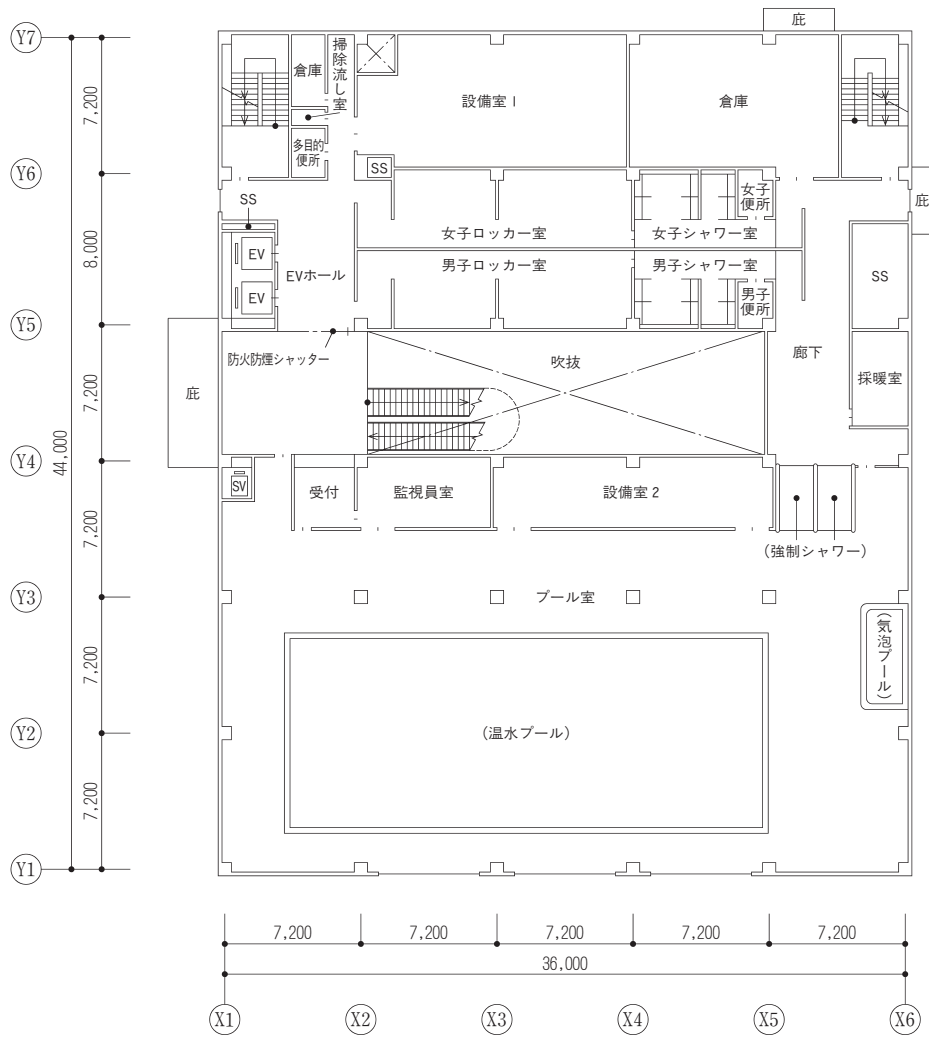 庇
Y7
7,200
倉庫
掃除流し室
設備室1
倉庫
多目的
便所
Y6
SS
女子
便所
庇
SS
8,000
女子ロッカー室
女子シャワー室
EV
EVホール
男子ロッカー室
男子シャワー室
SS
EV
男子
便所
Y5
防火防煙シャッター
吹抜
廊下
採暖室
7,200
庇
44,000
Y4
SV
受付
監視員室
設備室2
7,200
(強制シャワー)
Y3
プール室
(気泡プール)
7,200
Y2
(温水プール)
7,200
Y1
7,200
7,200
7,200
7,200
7,200
36,000
X1
X2
X3
X4
X5
X6